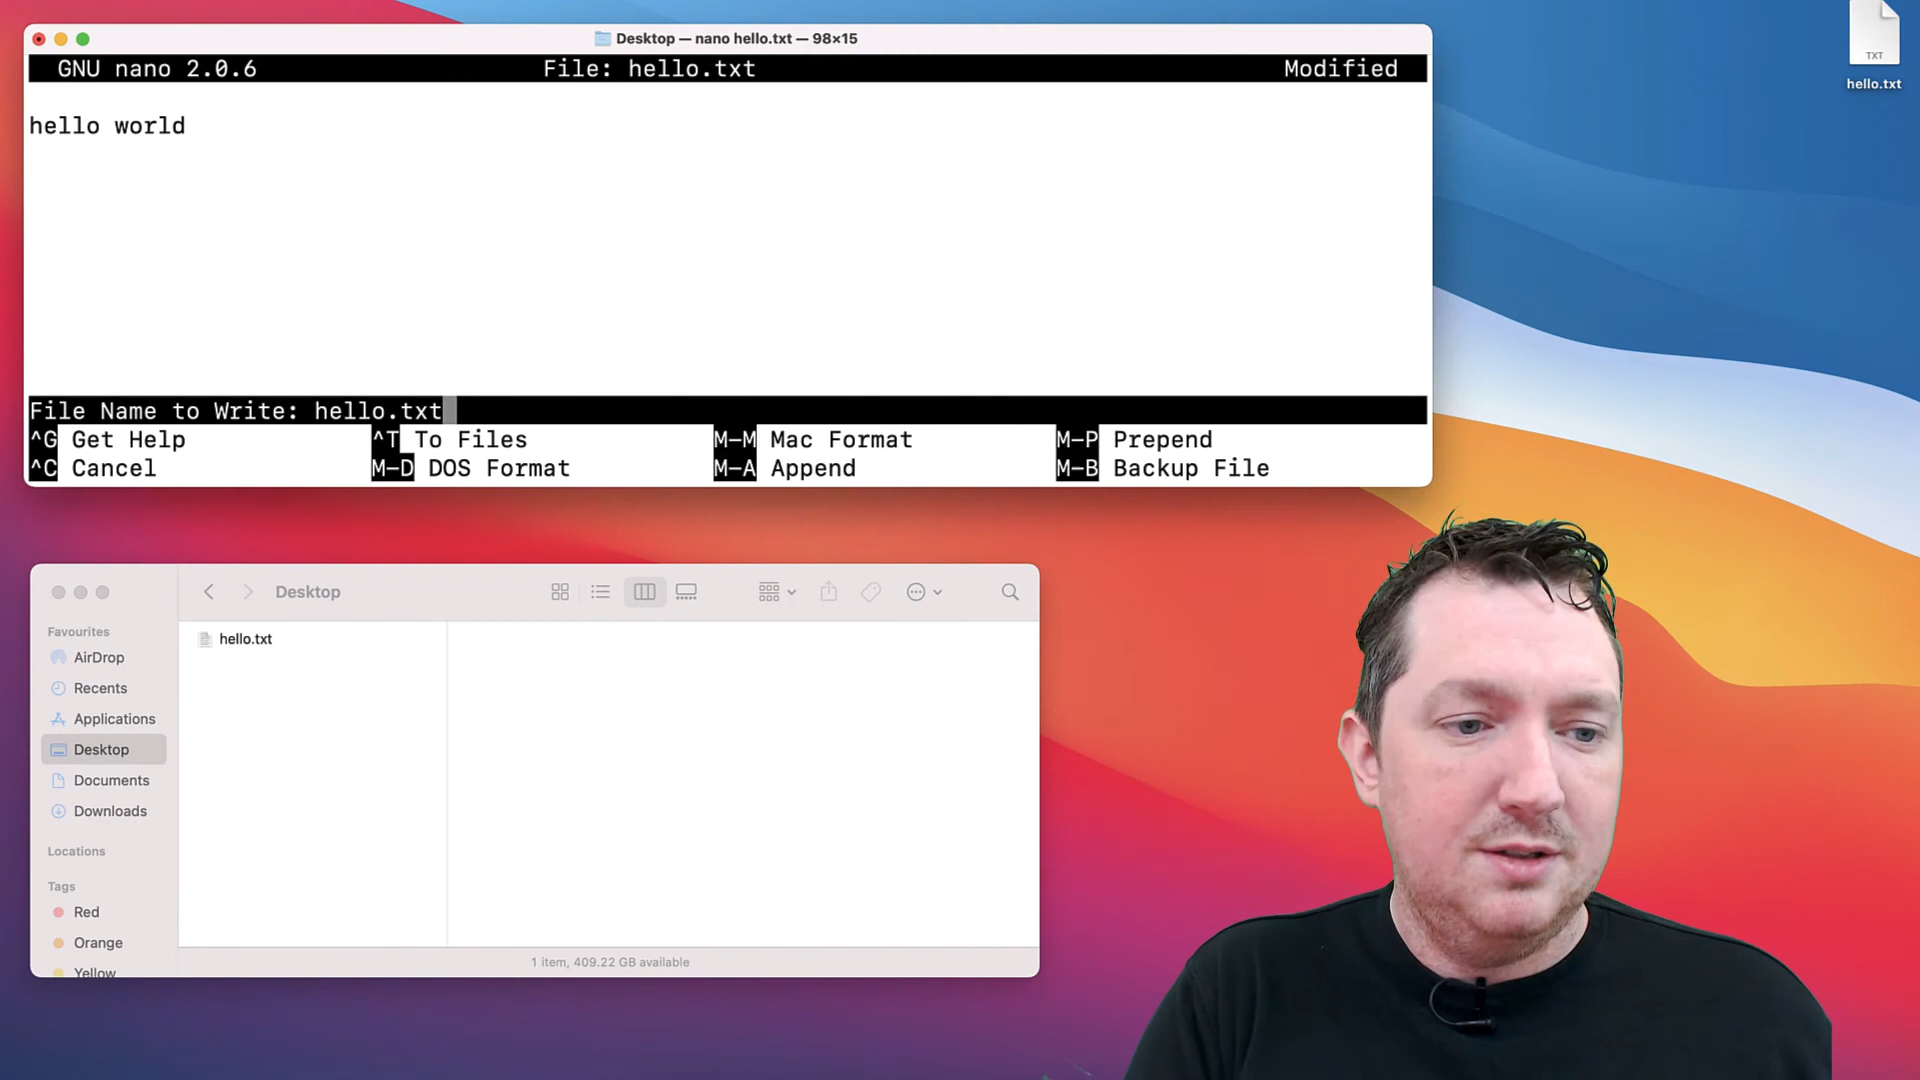 Desktop — nano hello.txt — 98×15
GNU nano 2.0.6 File: hello.txt Modified
hello world
File Name to Write: hello.txt
^G Get Help ^T To Files M-M Mac Format M-P Prepend
^C Cancel M-D DOS Format M-A Append M-B Backup File
TXT
hello.txt
Desktop
Favourites
AirDrop
Recents
Applications
Desktop
Documents
Downloads
Locations
Tags
Red
Orange
Yellow
hello.txt
1 item, 409.22 GB available